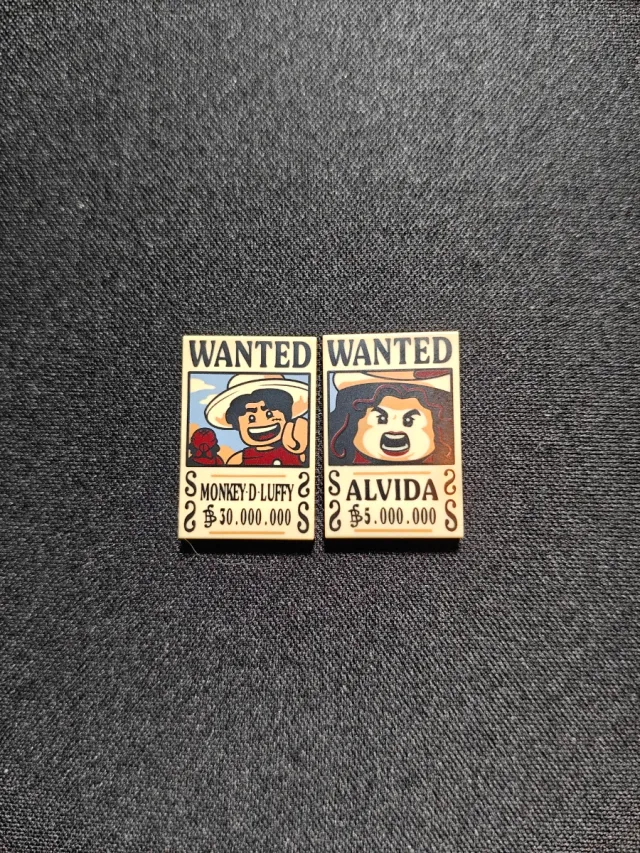 WANTED
MONKEY·D·LUFFY
฿ 30.000.000
WANTED
ALVIDA
฿5.000.000